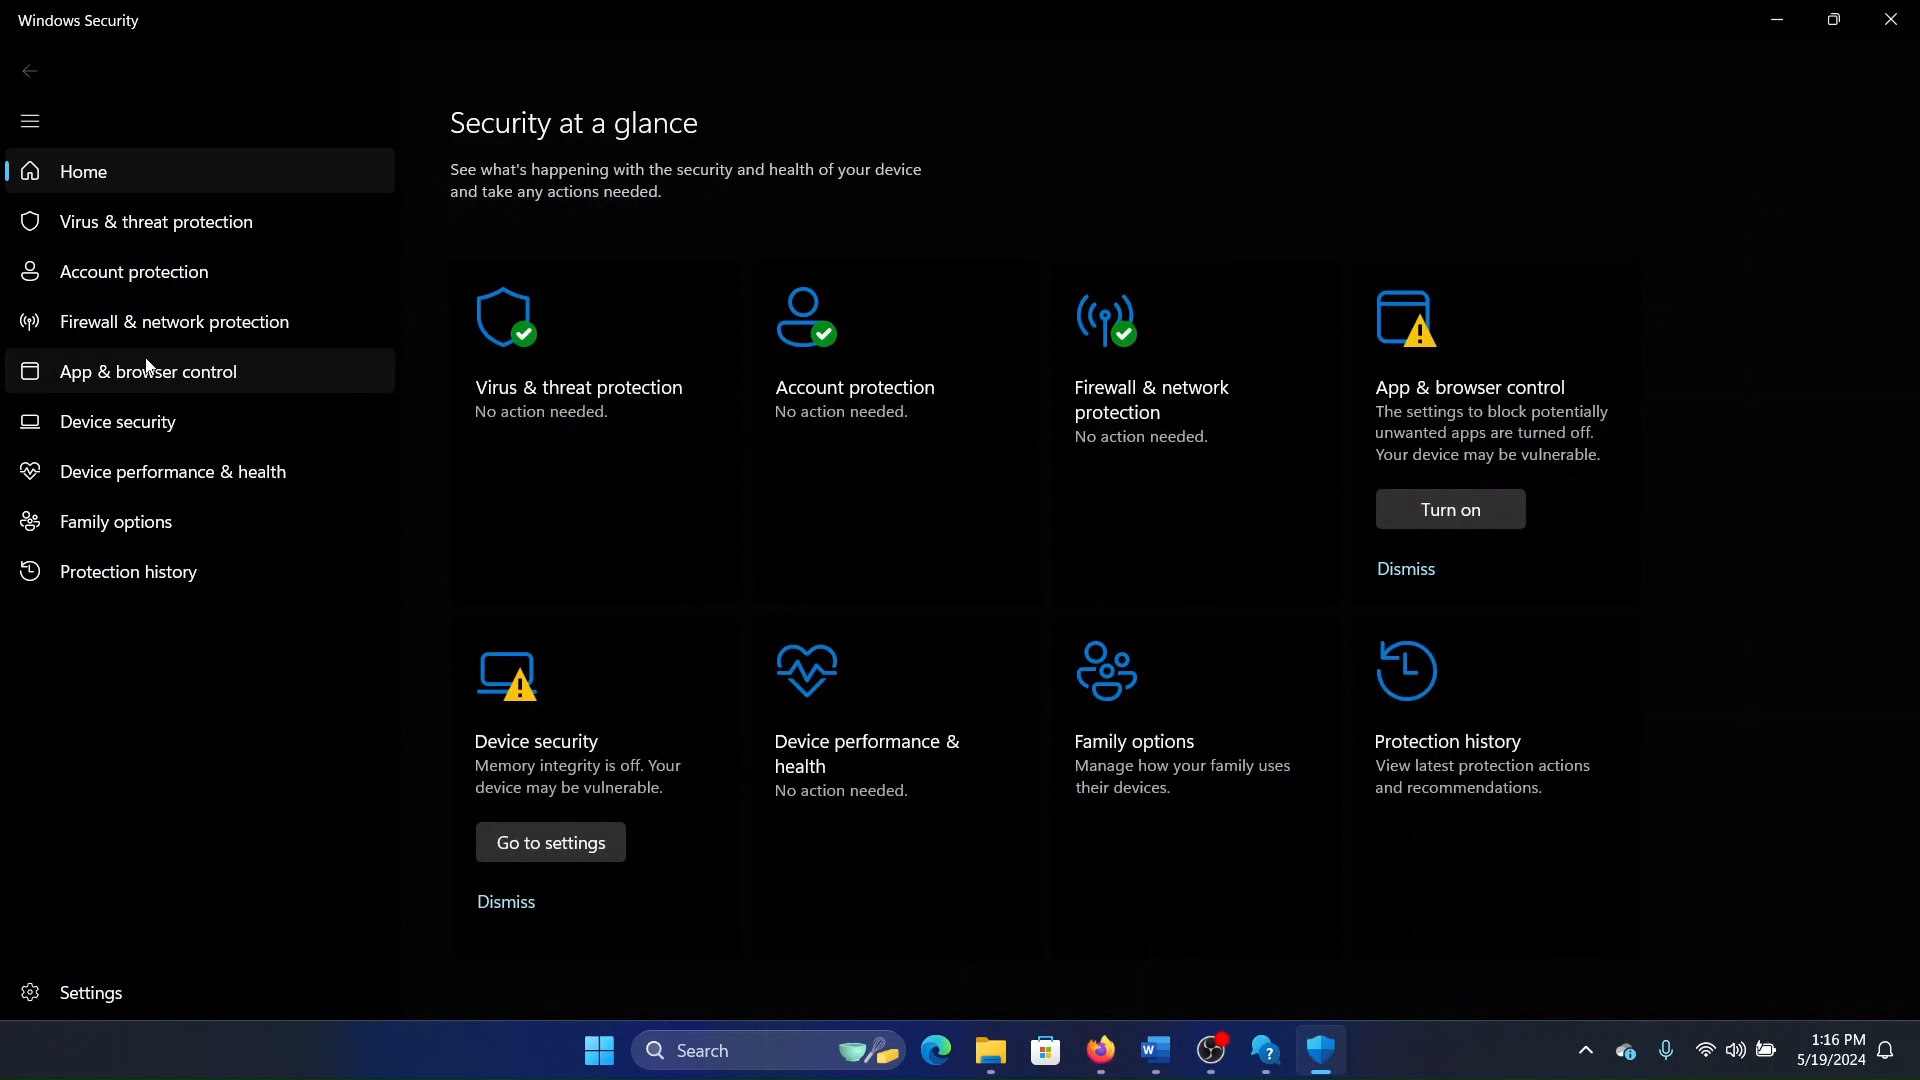 Windows Security
Home
Virus & threat protection
Account protection
Firewall & network protection
App & browser control
Device security
Device performance & health
Family options
Protection history
Settings
Security at a glance
See what's happening with the security and health of your device
and take any actions needed.
Virus & threat protection
No action needed.
Account protection
No action needed.
Firewall & network
protection
No action needed.
App & browser control
The settings to block potentially
unwanted apps are turned off.
Your device may be vulnerable.
Turn on
Dismiss
Device security
Memory integrity is off. Your
device may be vulnerable.
Go to settings
Dismiss
Device performance &
health
No action needed.
Family options
Manage how your family uses
their devices.
Protection history
View latest protection actions
and recommendations.
Search
W
?
1:16 PM
5/19/2024